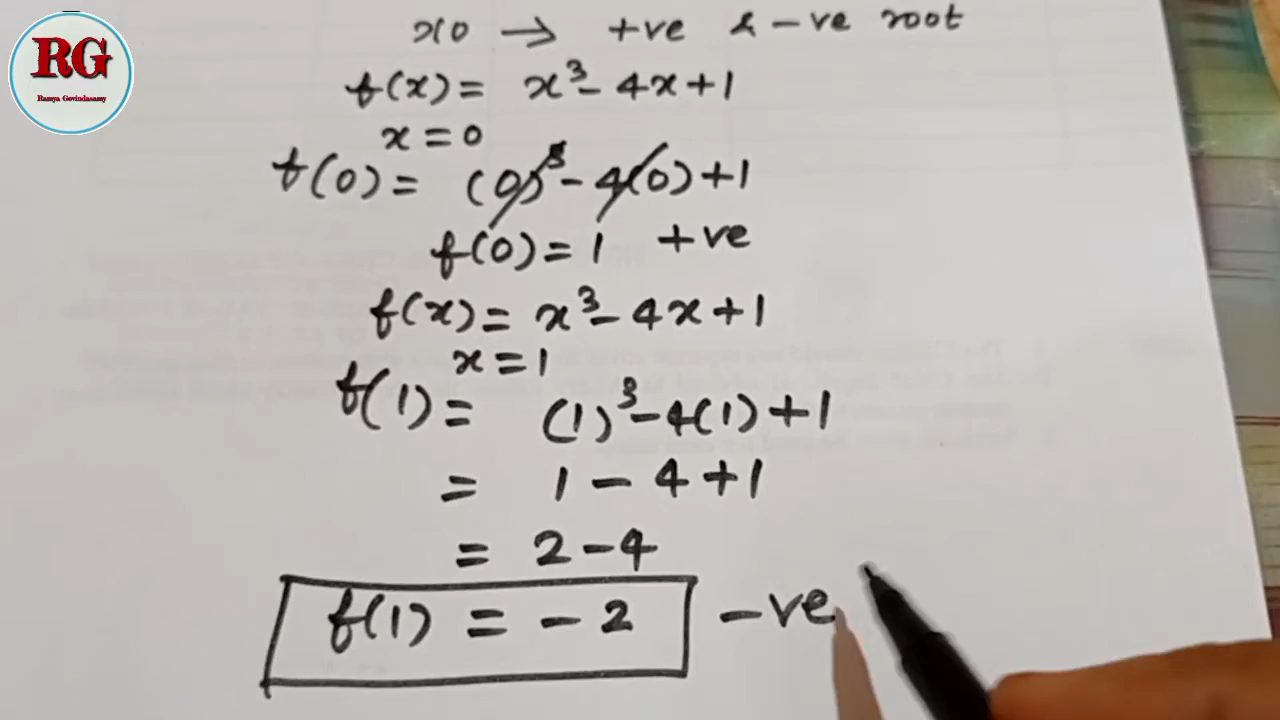 RG
Ramya Govindasamy
x0 → +ve & -ve root
f(x) = x³ - 4x + 1
x = 0
f(0) = (0)³ - 4(0) + 1
f(0) = 1 +ve
f(x) = x³ - 4x + 1
x = 1
f(1) = (1)³ - 4(1) + 1
= 1 - 4 + 1
= 2 - 4
f(1) = - 2 -ve